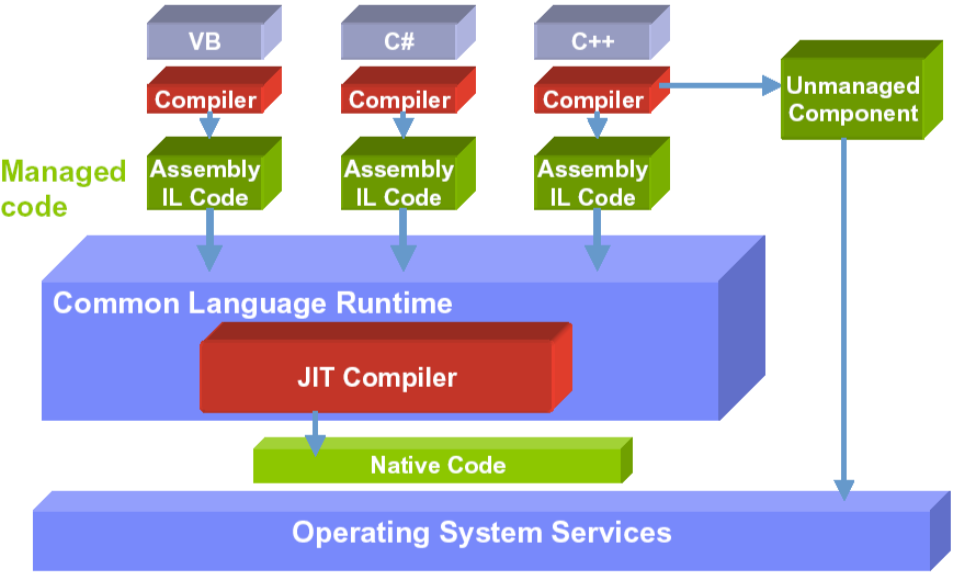 VB
C#
C++
Compiler
Compiler
Compiler
Unmanaged
Component
Managed
code
Assembly
IL Code
Assembly
IL Code
Assembly
IL Code
Common Language Runtime
JIT Compiler
Native Code
Operating System Services